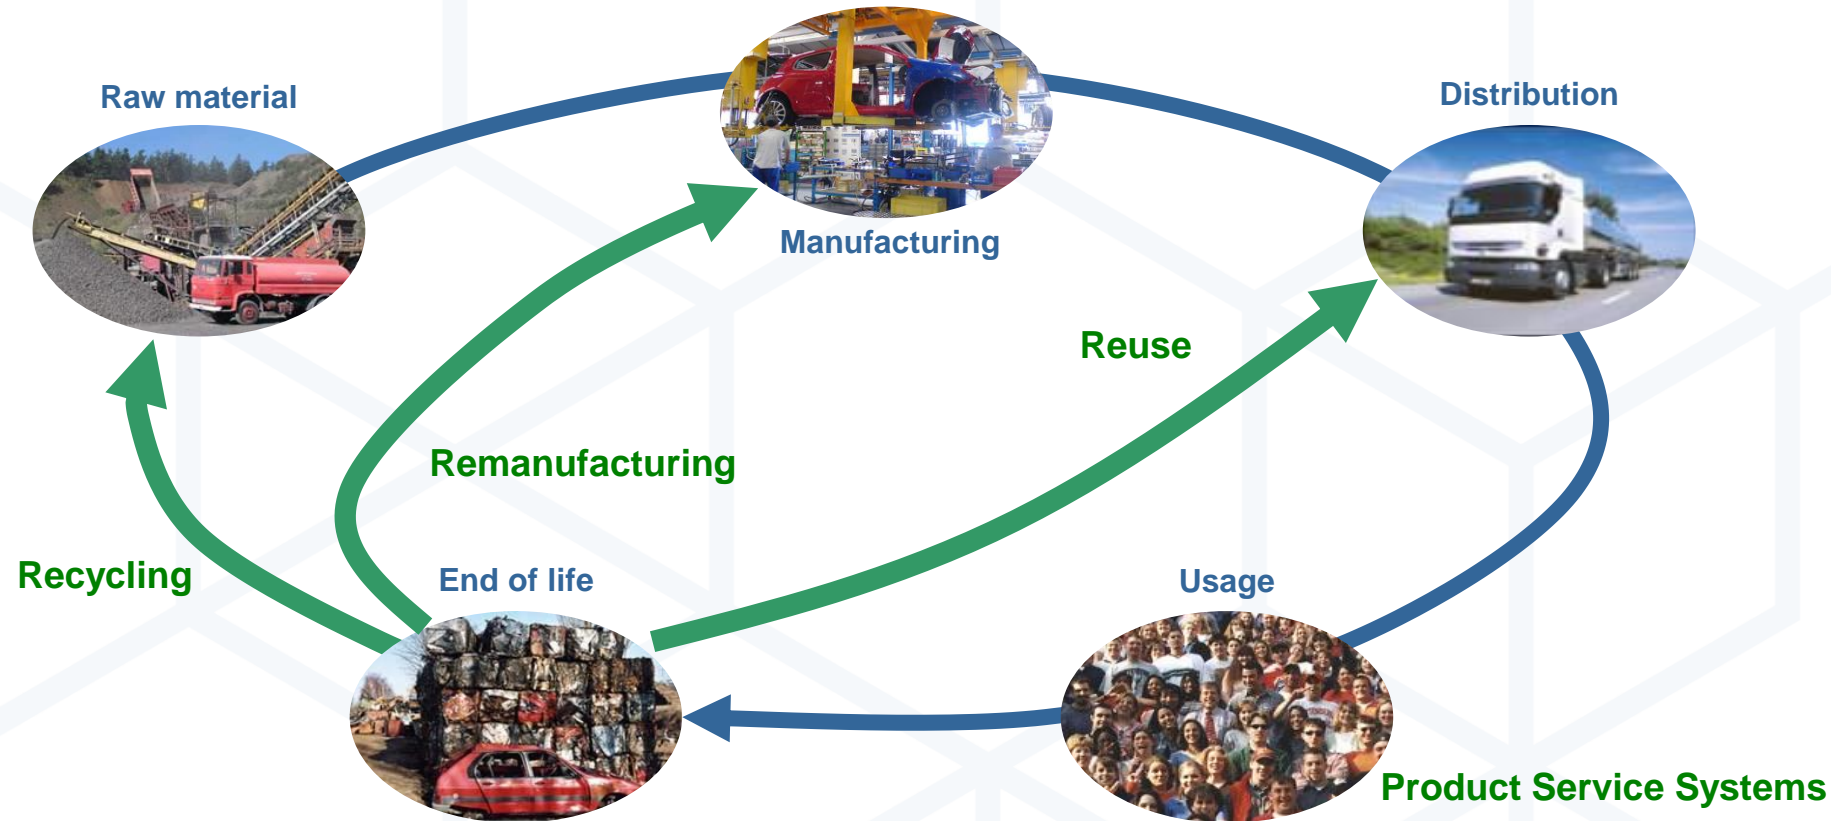 Raw material
Manufacturing
Distribution
Reuse
Remanufacturing
Recycling
End of life
Usage
Product Service Systems